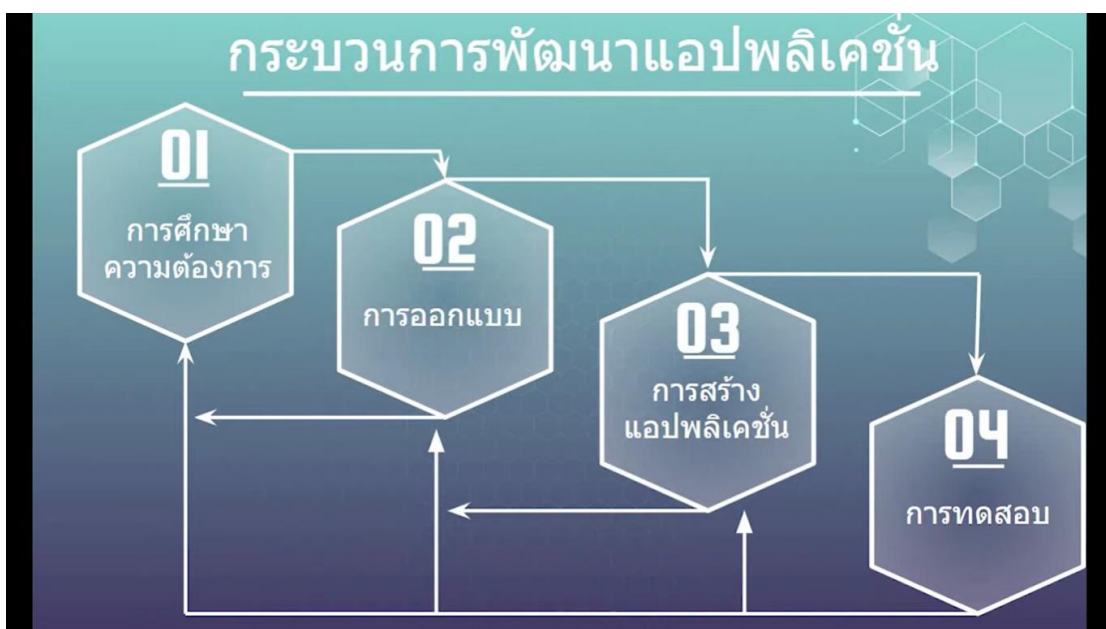 กระบวนการพัฒนาแอปพลิเคชั่น
01
การศึกษา
ความต้องการ
02
การออกแบบ
03
การสร้าง
แอปพลิเคชั่น
04
การทดสอบ